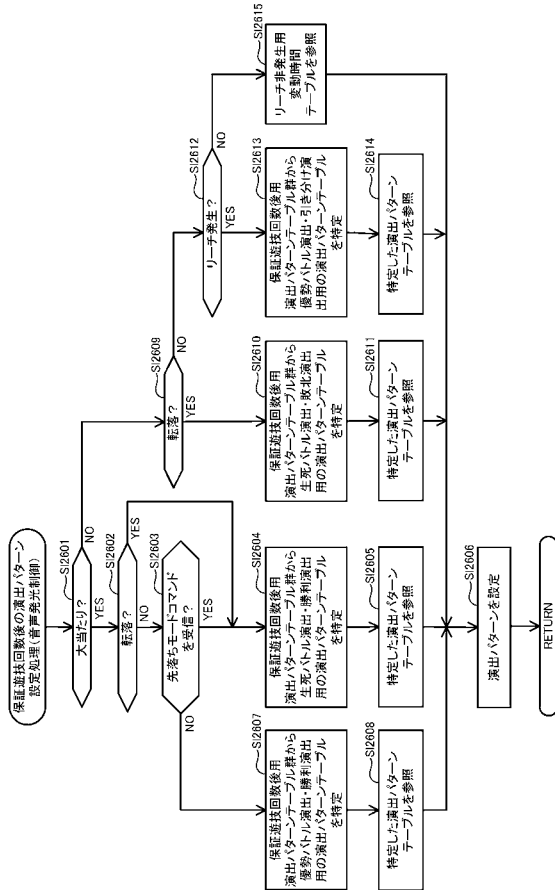 保証遊技回数後の演出パターン
設定処理(音声発光制御)
SI2601
大当たり?
NO
YES
SI2602
転落?
YES
NO
SI2603
先落ちモードコマンド
を受信?
NO
YES
SI2604
保証遊技回数後用
演出パターンテーブル群から
生死バトル演出・勝利演出
用の演出パターンテーブル
を特定
SI2605
特定した演出パターン
テーブルを参照
SI2606
演出パターンを設定
RETURN
SI2607
保証遊技回数後用
演出パターンテーブル群から
優勢バトル演出・勝利演出
用の演出パターンテーブル
を特定
SI2608
特定した演出パターン
テーブルを参照
SI2609
転落?
NO
YES
SI2610
保証遊技回数後用
演出パターンテーブル群から
生死バトル演出・敗北演出
用の演出パターンテーブル
を特定
SI2611
特定した演出パターン
テーブルを参照
SI2612
リーチ発生?
NO
YES
SI2613
保証遊技回数後用
演出パターンテーブル群から
優勢バトル演出・引き分け演
出用の演出パターンテーブル
を特定
SI2614
特定した演出パターン
テーブルを参照
SI2615
リーチ非発生用
変動時間
テーブルを参照